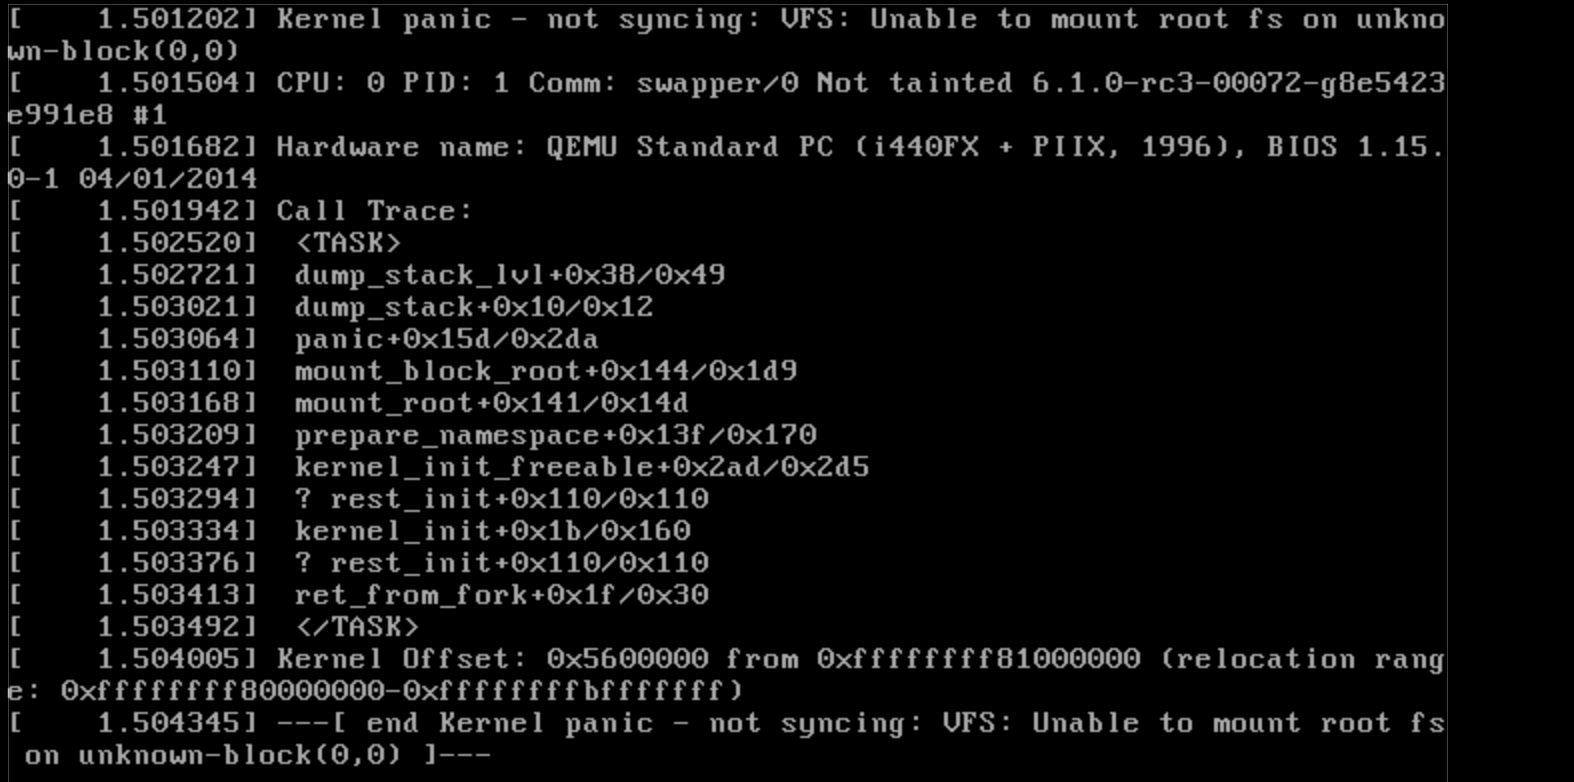 [    1.501202] Kernel panic - not syncing: VFS: Unable to mount root fs on unkno
wn-block(0,0)
[    1.501504] CPU: 0 PID: 1 Comm: swapper/0 Not tainted 6.1.0-rc3-00072-g8e5423
e991e8 #1
[    1.501682] Hardware name: QEMU Standard PC (i440FX + PIIX, 1996), BIOS 1.15.
0-1 04/01/2014
[    1.501942] Call Trace:
[    1.502520]  <TASK>
[    1.502721]  dump_stack_lvl+0x38/0x49
[    1.503021]  dump_stack+0x10/0x12
[    1.503064]  panic+0x15d/0x2da
[    1.503110]  mount_block_root+0x144/0x1d9
[    1.503168]  mount_root+0x141/0x14d
[    1.503209]  prepare_namespace+0x13f/0x170
[    1.503247]  kernel_init_freeable+0x2ad/0x2d5
[    1.503294]  ? rest_init+0x110/0x110
[    1.503334]  kernel_init+0x1b/0x160
[    1.503376]  ? rest_init+0x110/0x110
[    1.503413]  ret_from_fork+0x1f/0x30
[    1.503492]  </TASK>
[    1.504005] Kernel Offset: 0x5600000 from 0xffffffff81000000 (relocation rang
e: 0xffffffff80000000-0xffffffffbfffffff)
[    1.504345] ---[ end Kernel panic - not syncing: VFS: Unable to mount root fs
 on unknown-block(0,0) ]---